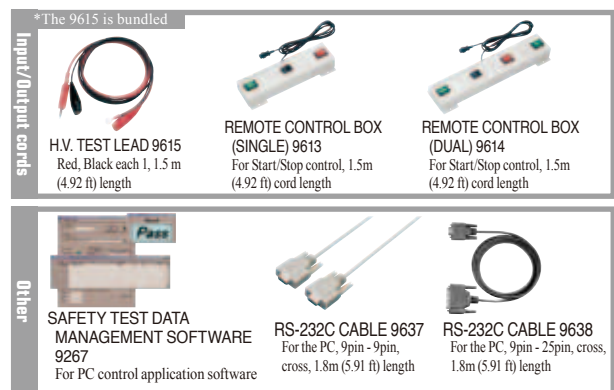 *The 9615 is bundled
Input/Output cords
H.V. TEST LEAD 9615
Red, Black each 1, 1.5 m
(4.92 ft) length
REMOTE CONTROL BOX
(SINGLE) 9613
For Start/Stop control, 1.5m
(4.92 ft) cord length
REMOTE CONTROL BOX
(DUAL) 9614
For Start/Stop control, 1.5m
(4.92 ft) cord length
Other
Pass
SAFETY TEST DATA
MANAGEMENT SOFTWARE
9267
For PC control application software
RS-232C CABLE 9637
For the PC, 9pin - 9pin,
cross, 1.8m (5.91 ft) length
RS-232C CABLE 9638
For the PC, 9pin - 25pin, cross,
1.8m (5.91 ft) length